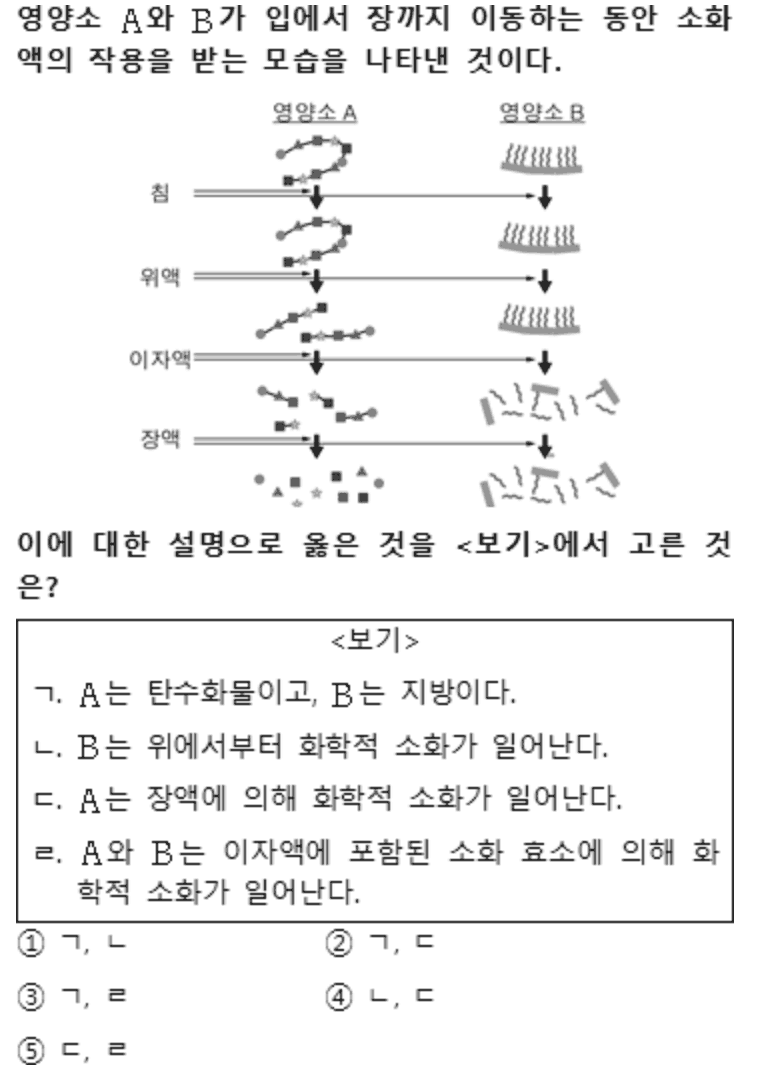 영양소 A와 B가 입에서 장까지 이동하는 동안 소화
액의 작용을 받는 모습을 나타낸 것이다.
영양소 A 영양소 B
침
위액
이자액
장액
이에 대한 설명으로 옳은 것을 <보기>에서 고른 것
은?
<보기>
ㄱ. A는 탄수화물이고, B는 지방이다.
ㄴ. B는 위에서부터 화학적 소화가 일어난다.
ㄷ. A는 장액에 의해 화학적 소화가 일어난다.
ㄹ. A와 B는 이자액에 포함된 소화 효소에 의해 화
학적 소화가 일어난다.
① ㄱ, ㄴ ② ㄱ, ㄷ
③ ㄱ, ㄹ ④ ㄴ, ㄷ
⑤ ㄷ, ㄹ